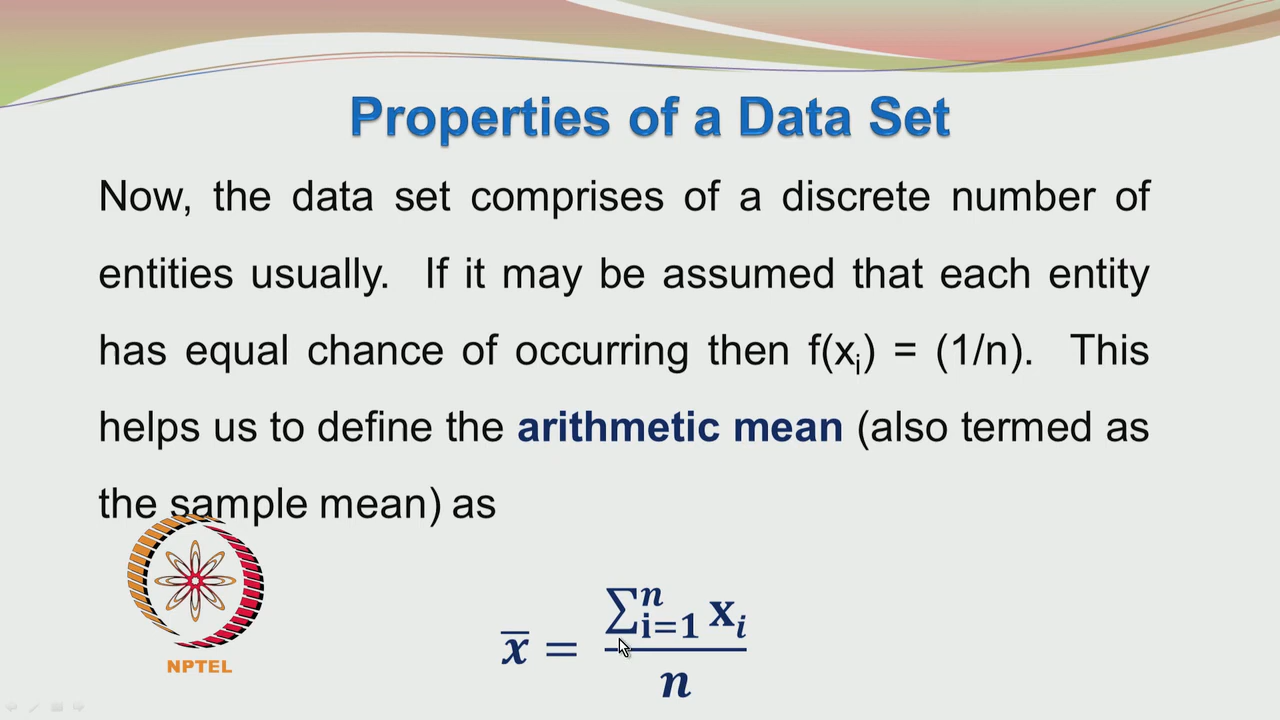 Properties of a Data Set
Now, the data set comprises of a discrete number of
entities usually. If it may be assumed that each entity
has equal chance of occurring then f(xᵢ) = (1/n). This
helps us to define the arithmetic mean (also termed as
the sample mean) as
x̅ = ∑ⁿᵢ₌₁ xᵢ / n
NPTEL